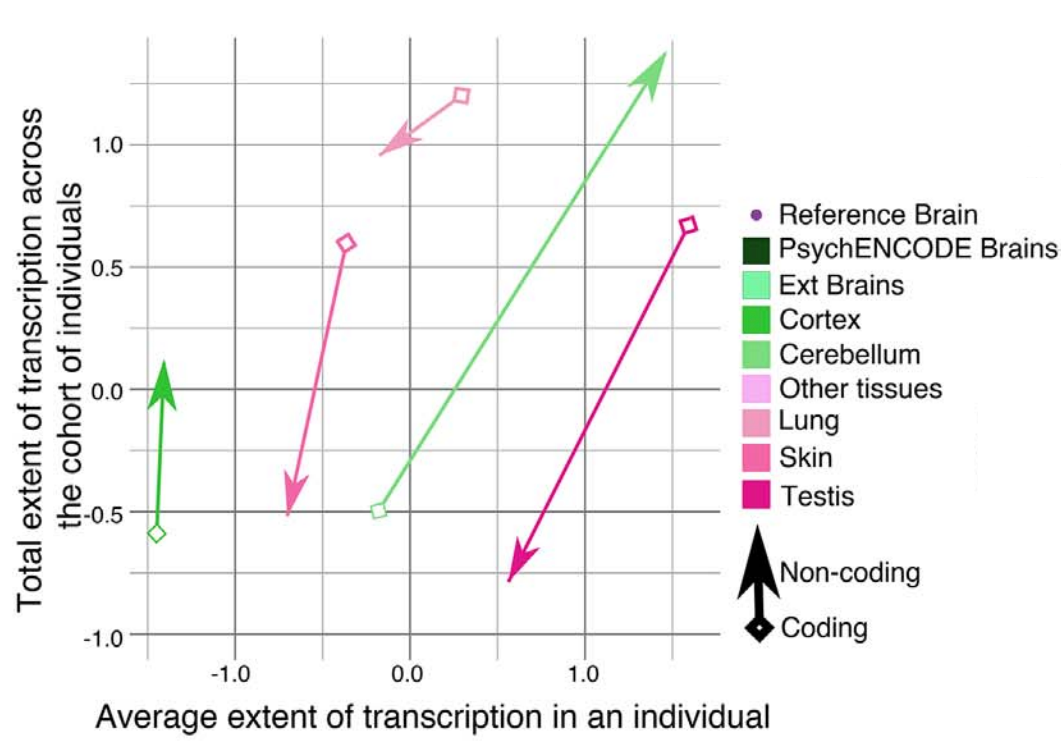 Total extent of transcription across
the cohort of individuals
1.0
0.5
0.0
-0.5
-1.0
-1.0 0.0 1.0
Average extent of transcription in an individual
Reference Brain
PsychENCODE Brains
Ext Brains
Cortex
Cerebellum
Other tissues
Lung
Skin
Testis
Non-coding
Coding